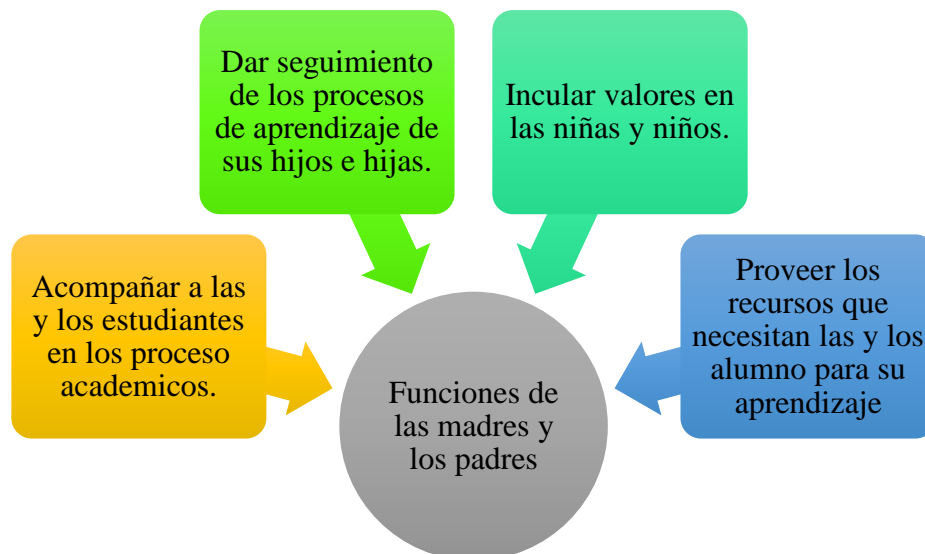 Dar seguimiento
de los procesos
de aprendizaje de
sus hijos e hijas.
Incular valores en
las niñas y niños.
Acompañar a las
y los estudiantes
en los proceso
academicos.
Proveer los
recursos que
necesitan las y los
alumno para su
aprendizaje
Funciones de
las madres y
los padres